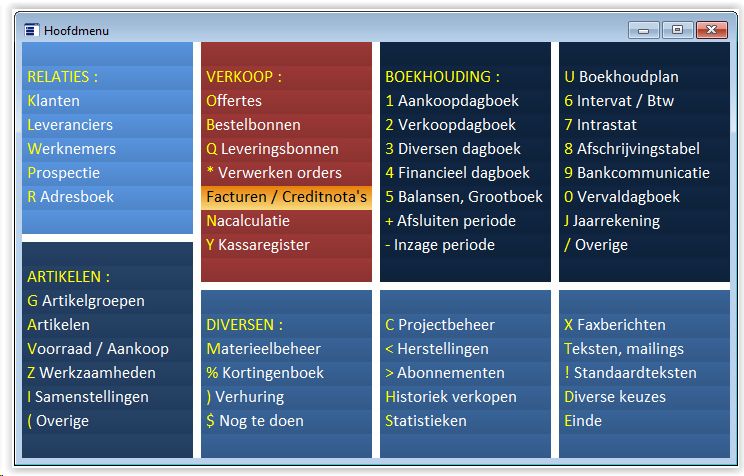 Hoofdmenu
RELATIES :
Klanten
Leveranciers
Werknemers
Prospectie
R Adresboek
ARTIKELEN :
G Artikelgroepen
Artikelen
Voorraad / Aankoop
Z Werkzaamheden
I Samenstellingen
( Overige
VERKOOP :
Offertes
Bestelbonnen
Q Leveringsbonnen
* Verwerken orders
Facturen / Creditnota's
Nacalculatie
Y Kassaregister
DIVERSEN :
Materieelbeheer
% Kortingenboek
) Verhuring
$ Nog te doen
BOEKHOUDING :
1 Aankoopdagboek
2 Verkoopdagboek
3 Diversen dagboek
4 Financieel dagboek
5 Balansen, Grootboek
+ Afsluiten periode
- Inzage periode
C Projectbeheer
< Herstellingen
> Abonnementen
Historiek verkopen
Statistieken
U Boekhoudplan
6 Intervat / Btw
7 Intrastat
8 Afschrijvingstabel
9 Bankcommunicatie
0 Vervaldagboek
J Jaarrekening
/ Overige
X Faxberichten
Teksten, mailings
! Standaardteksten
Diverse keuzes
Einde